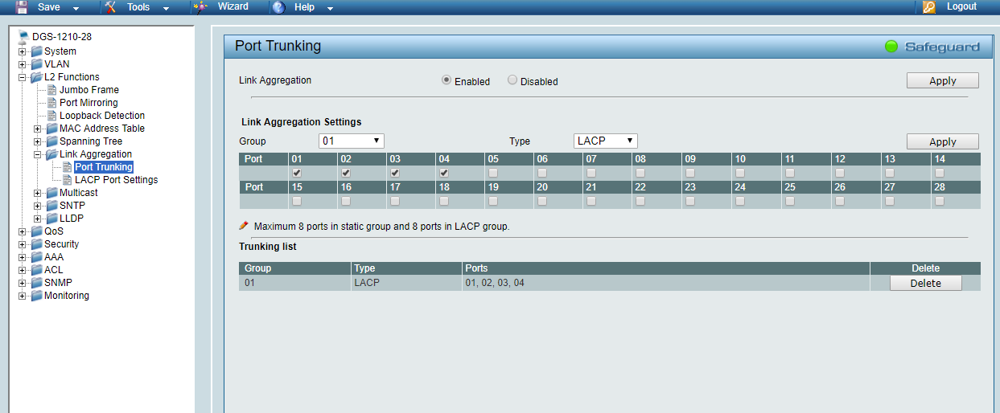 Save Tools Wizard Help Logout
DGS-1210-28
System
VLAN
L2 Functions
Jumbo Frame
Port Mirroring
Loopback Detection
MAC Address Table
Spanning Tree
Link Aggregation
Port Trunking
LACP Port Settings
Multicast
SNTP
LLDP
QoS
Security
AAA
ACL
SNMP
Monitoring
Port Trunking Safeguard
Link Aggregation Enabled Disabled Apply
Link Aggregation Settings
Group 01 Type LACP Apply
Port 01 02 03 04 05 06 07 08 09 10 11 12 13 14
Port 15 16 17 18 19 20 21 22 23 24 25 26 27 28
Maximum 8 ports in static group and 8 ports in LACP group.
Trunking list
Group Type Ports Delete
01 LACP 01, 02, 03, 04 Delete